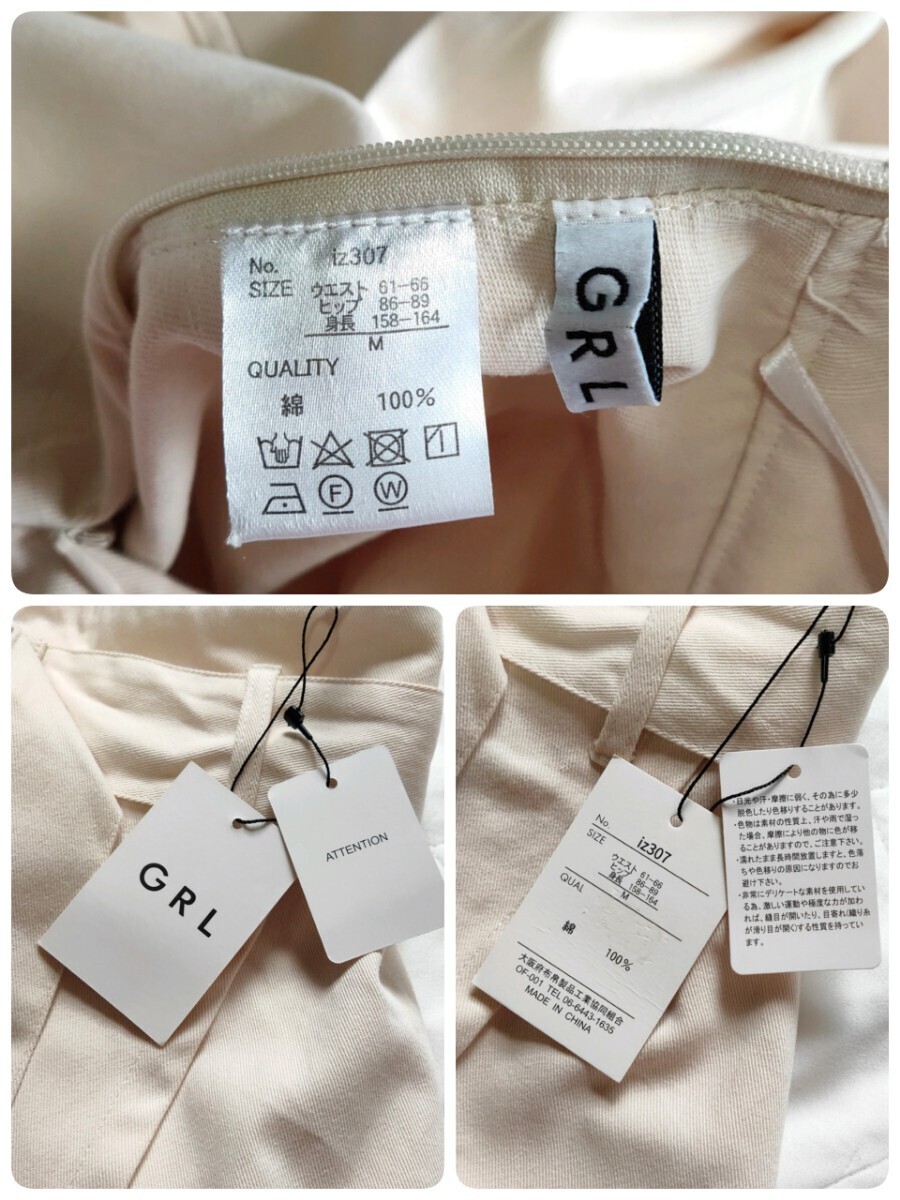 No. iz307
SIZE ウエスト 61-66
ヒップ 86-89
身長 158-164
M
QUALITY
綿 100%
F W
GRL
GRL
ATTENTION
No. iz307
SIZE ウエスト 61-66
ヒップ 86-89
身長 158-164
M
QUAL
綿 100%
大阪府布帛製品工業協同組合
OF-001 TEL 06-6443-1635
MADE IN CHINA
・日光や汗・摩擦に弱く、その為に多少
脱色したり色移りすることがあります。
・色物は素材の性質上、汗や雨で湿っ
た場合、摩擦により他の物に色が移
ることがありますので、ご注意下さい。
・濡れたまま長時間放置しますと、色落
ちや色移りの原因になりますのでお
避け下さい。
・非常にデリケートな素材を使用してい
る為、激しい運動や極度な力が加わ
れば、縫目が開いたり、目寄れ(織り糸
が滑り目が開く)する性質を持ってい
ます。